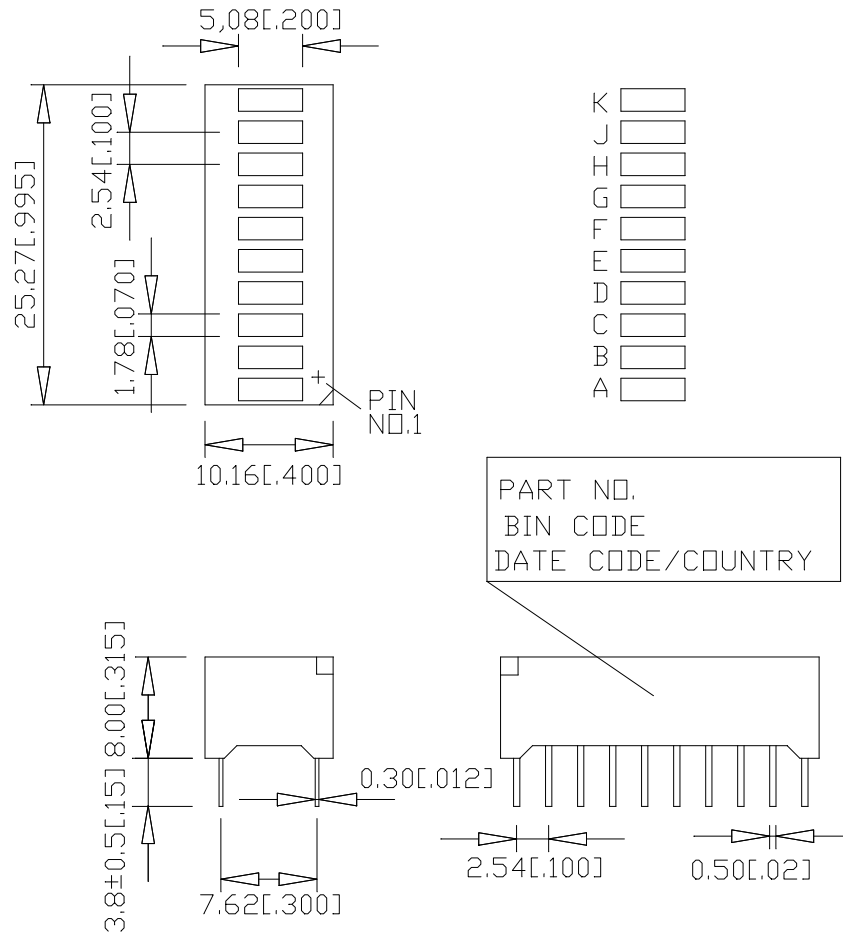 5,08[.200]
2.54[.100]
25.27[.995]
1.78[.070]
PIN
NO.1
10.16[.400]
K
J
H
G
F
E
D
C
B
A
PART NO.
BIN CODE
DATE CODE/COUNTRY
8.00[.315]
3.8±0.5[.15]
0.30[.012]
7.62[.300]
2.54[.100]
0.50[.02]